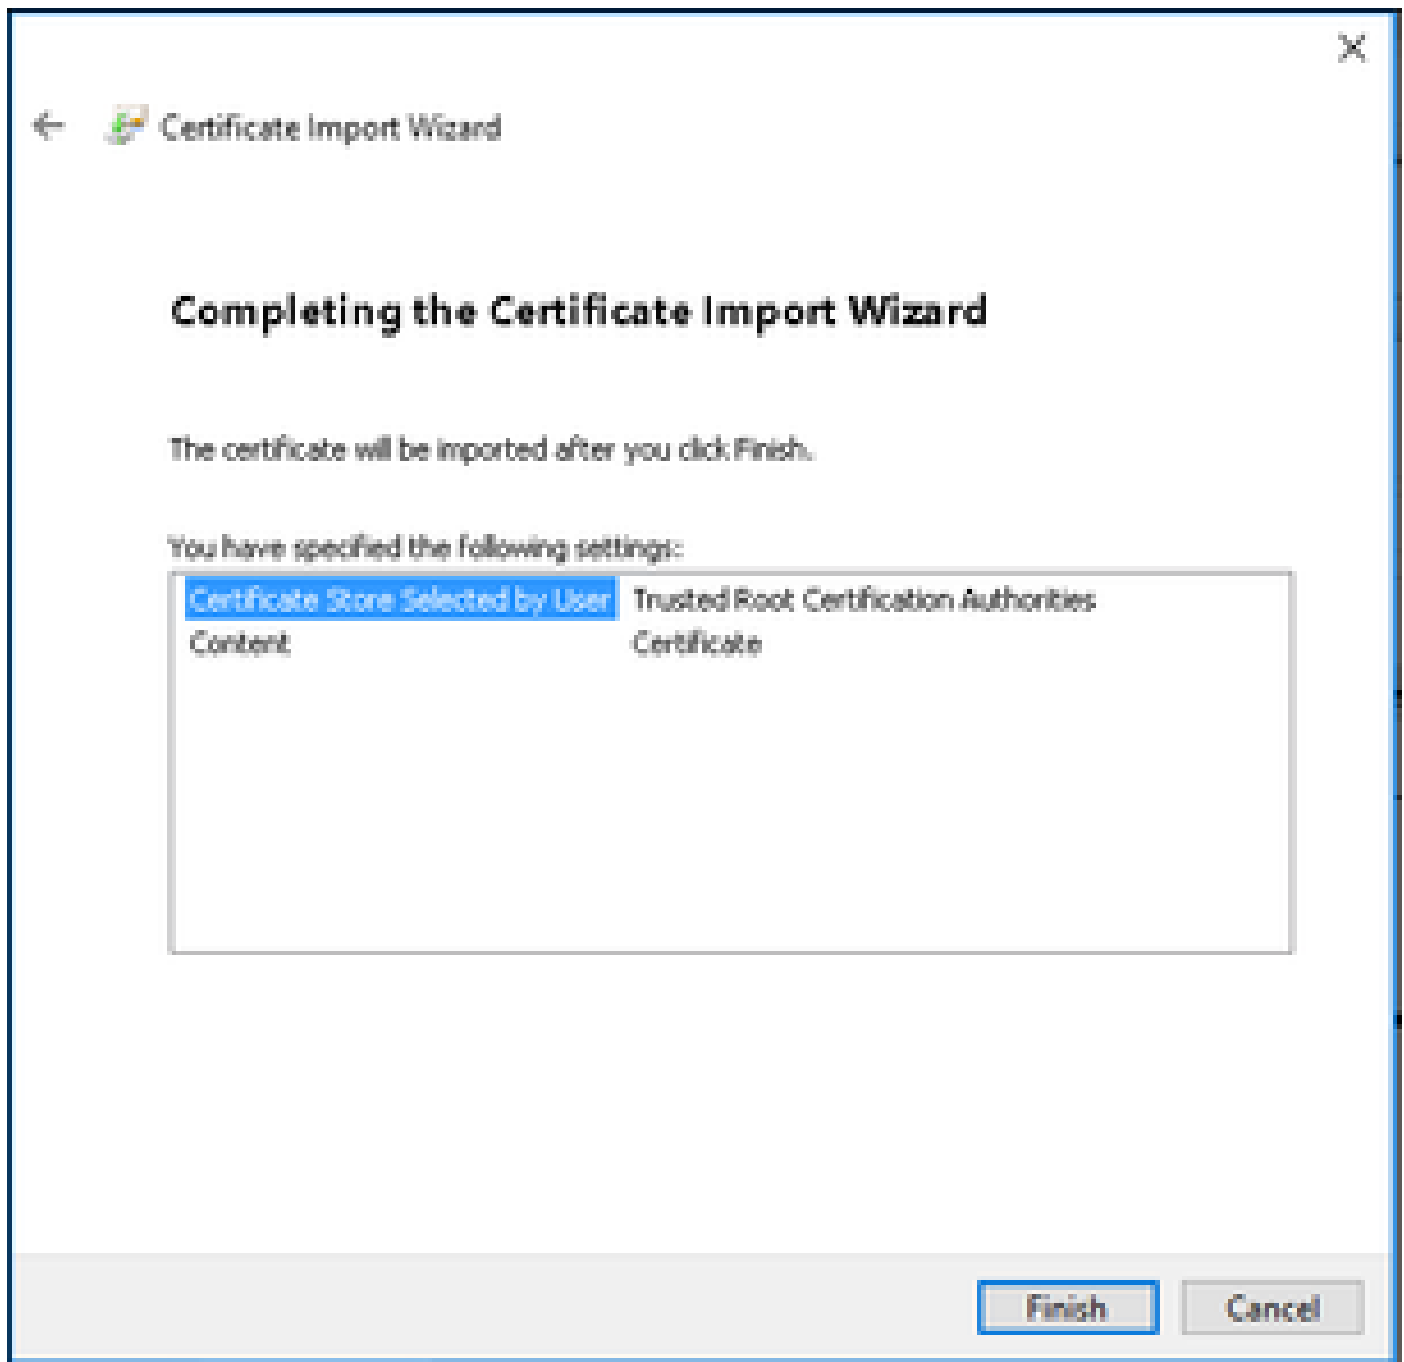 Certificate Import Wizard
Completing the Certificate Import Wizard
The certificate will be imported after you click Finish.
You have specified the following settings:
Certificate Store Selected by User Trusted Root Certification Authorities
Content Certificate
Finish Cancel